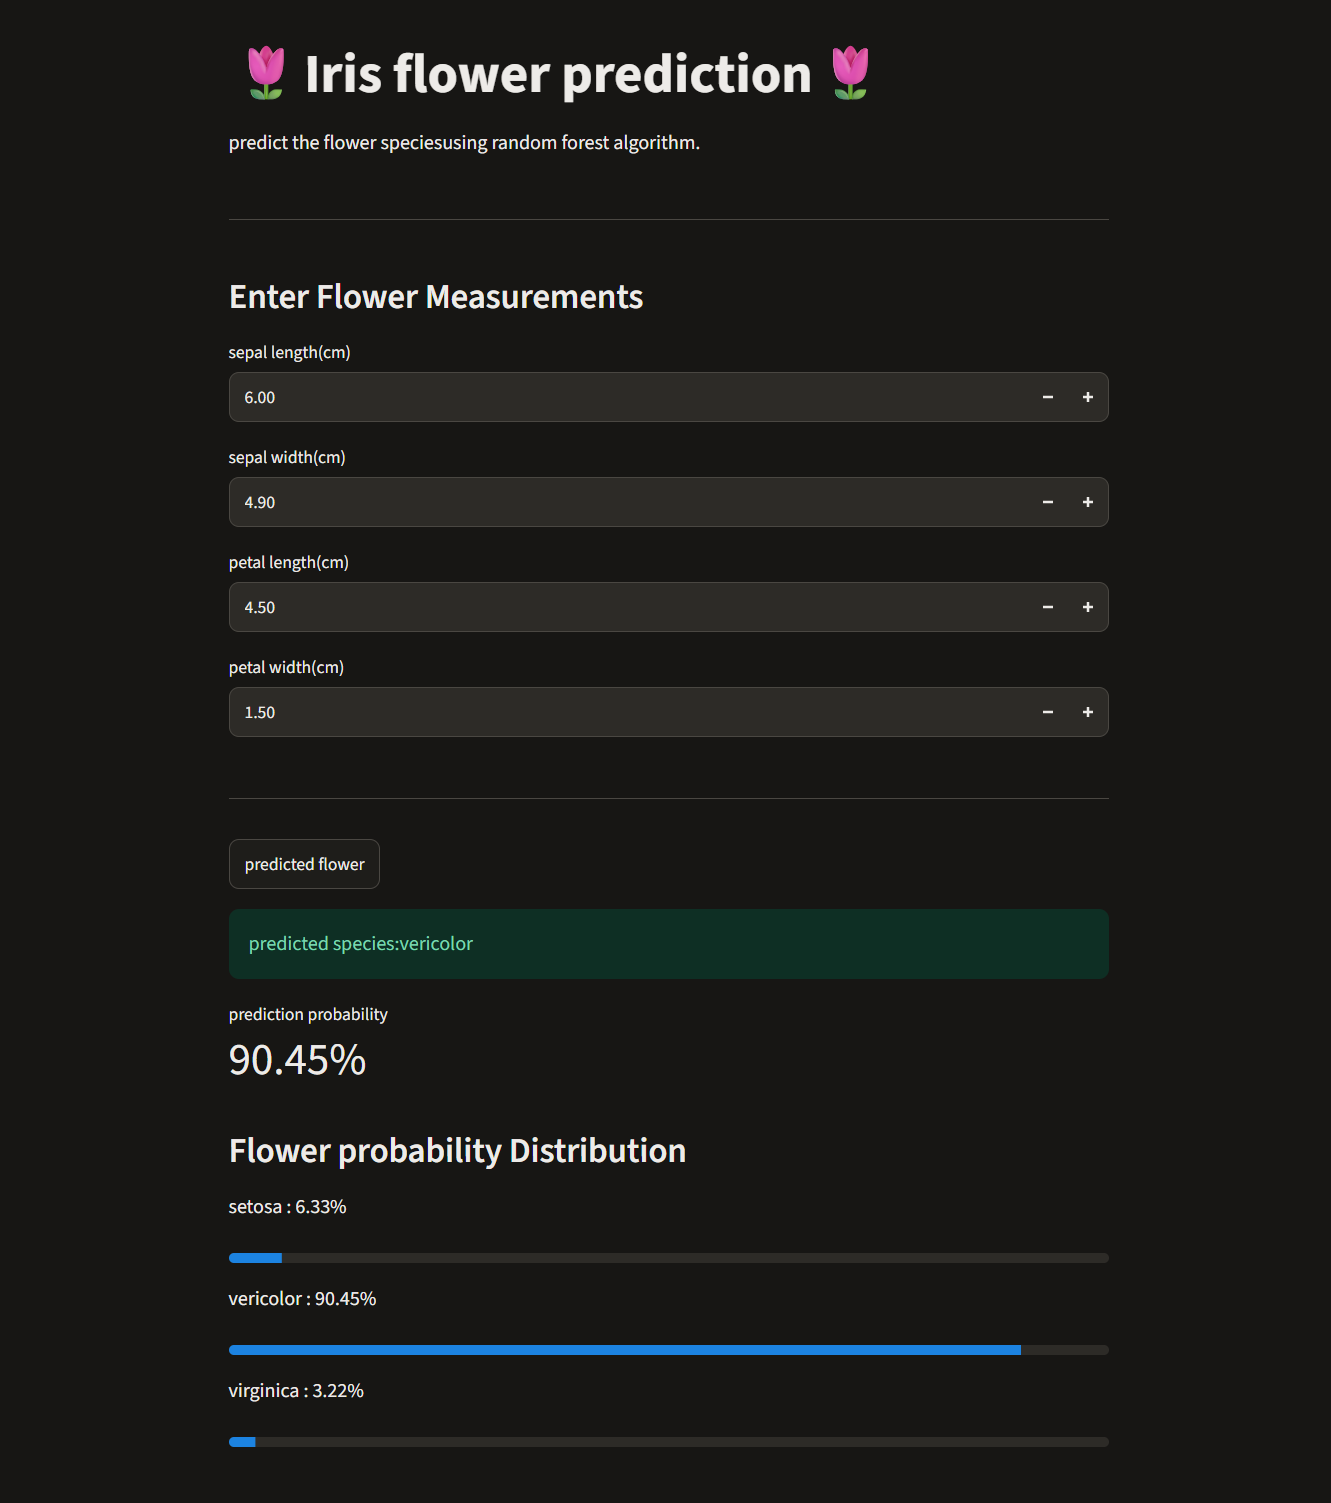 🌷 Iris flower prediction 🌷
predict the flower speciesusing random forest algorithm.
Enter Flower Measurements
sepal length(cm)
6.00
sepal width(cm)
4.90
petal length(cm)
4.50
petal width(cm)
1.50
predicted flower
predicted species:vericolor
prediction probability
90.45%
Flower probability Distribution
setosa : 6.33%
vericolor : 90.45%
virginica : 3.22%